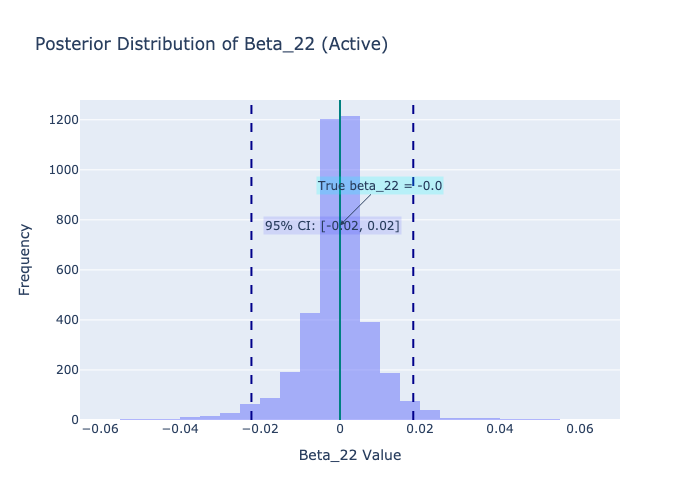 Posterior Distribution of Beta_22 (Active)
1200
1000
800
600
400
200
0
Frequency
True beta_22 = -0.0
95% CI: [-0.02, 0.02]
−0.06 −0.04 −0.02 0 0.02 0.04 0.06
Beta_22 Value